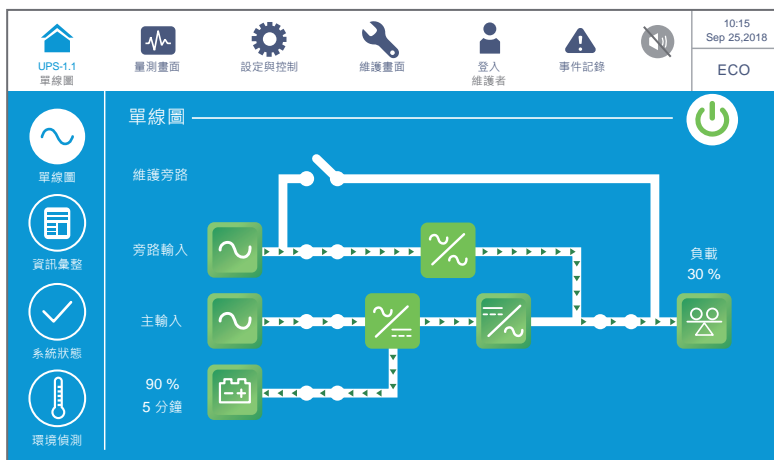 UPS-1.1
單線圖
量測畫面
設定與控制
維護畫面
登入
維護者
事件記錄
10:15
Sep 25,2018
ECO
單線圖
資訊彙整
系統狀態
環境偵測
單線圖
維護旁路
旁路輸入
主輸入
90 %
5 分鐘
負載
30 %